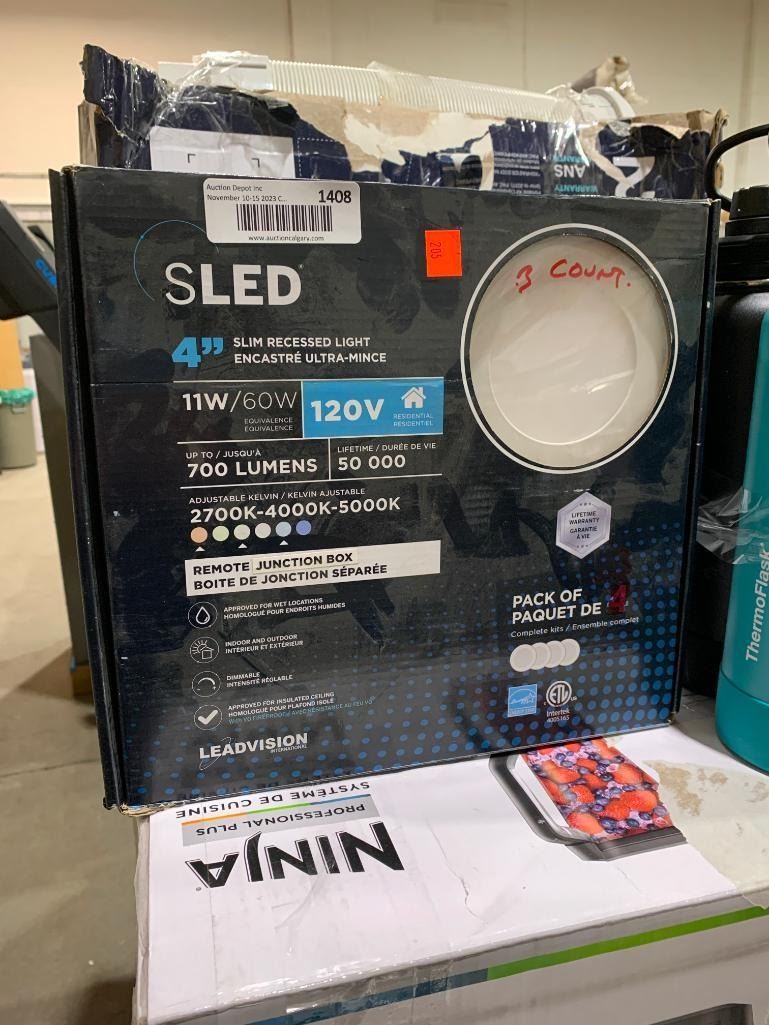 ANS
WARRANTY
Auction Depot Inc
November 10-15 2023 C...
1408
www.auctioncalgary.com
205
SLED
3 COUNT.
4” SLIM RECESSED LIGHT
ENCASTRÉ ULTRA-MINCE
11W/60W
EQUIVALENCE
EQUIVALENCE
120V
RESIDENTIAL
RÉSIDENTIEL
UP TO / JUSQU'À
700 LUMENS
LIFETIME / DURÉE DE VIE
50 000
ADJUSTABLE KELVIN / KELVIN AJUSTABLE
2700K-4000K-5000K
LIFETIME
WARRANTY
GARANTIE
À VIE
REMOTE JUNCTION BOX
BOITE DE JONCTION SÉPARÉE
APPROVED FOR WET LOCATIONS
HOMOLOGUÉ POUR ENDROITS HUMIDES
INDOOR AND OUTDOOR
INTÉRIEUR ET EXTÉRIEUR
DIMMABLE
INTENSITÉ RÉGLABLE
APPROVED FOR INSULATED CEILING
HOMOLOGUÉ POUR PLAFOND ISOLÉ
PACK OF
PAQUET DE 4
Complete kits / Ensemble complet
ETL
Intertek
4005165
LEADVISION
INTERNATIONAL
ThermoFlask
SYSTÈME DE CUISINE
PROFESSIONAL PLUS
NINJA